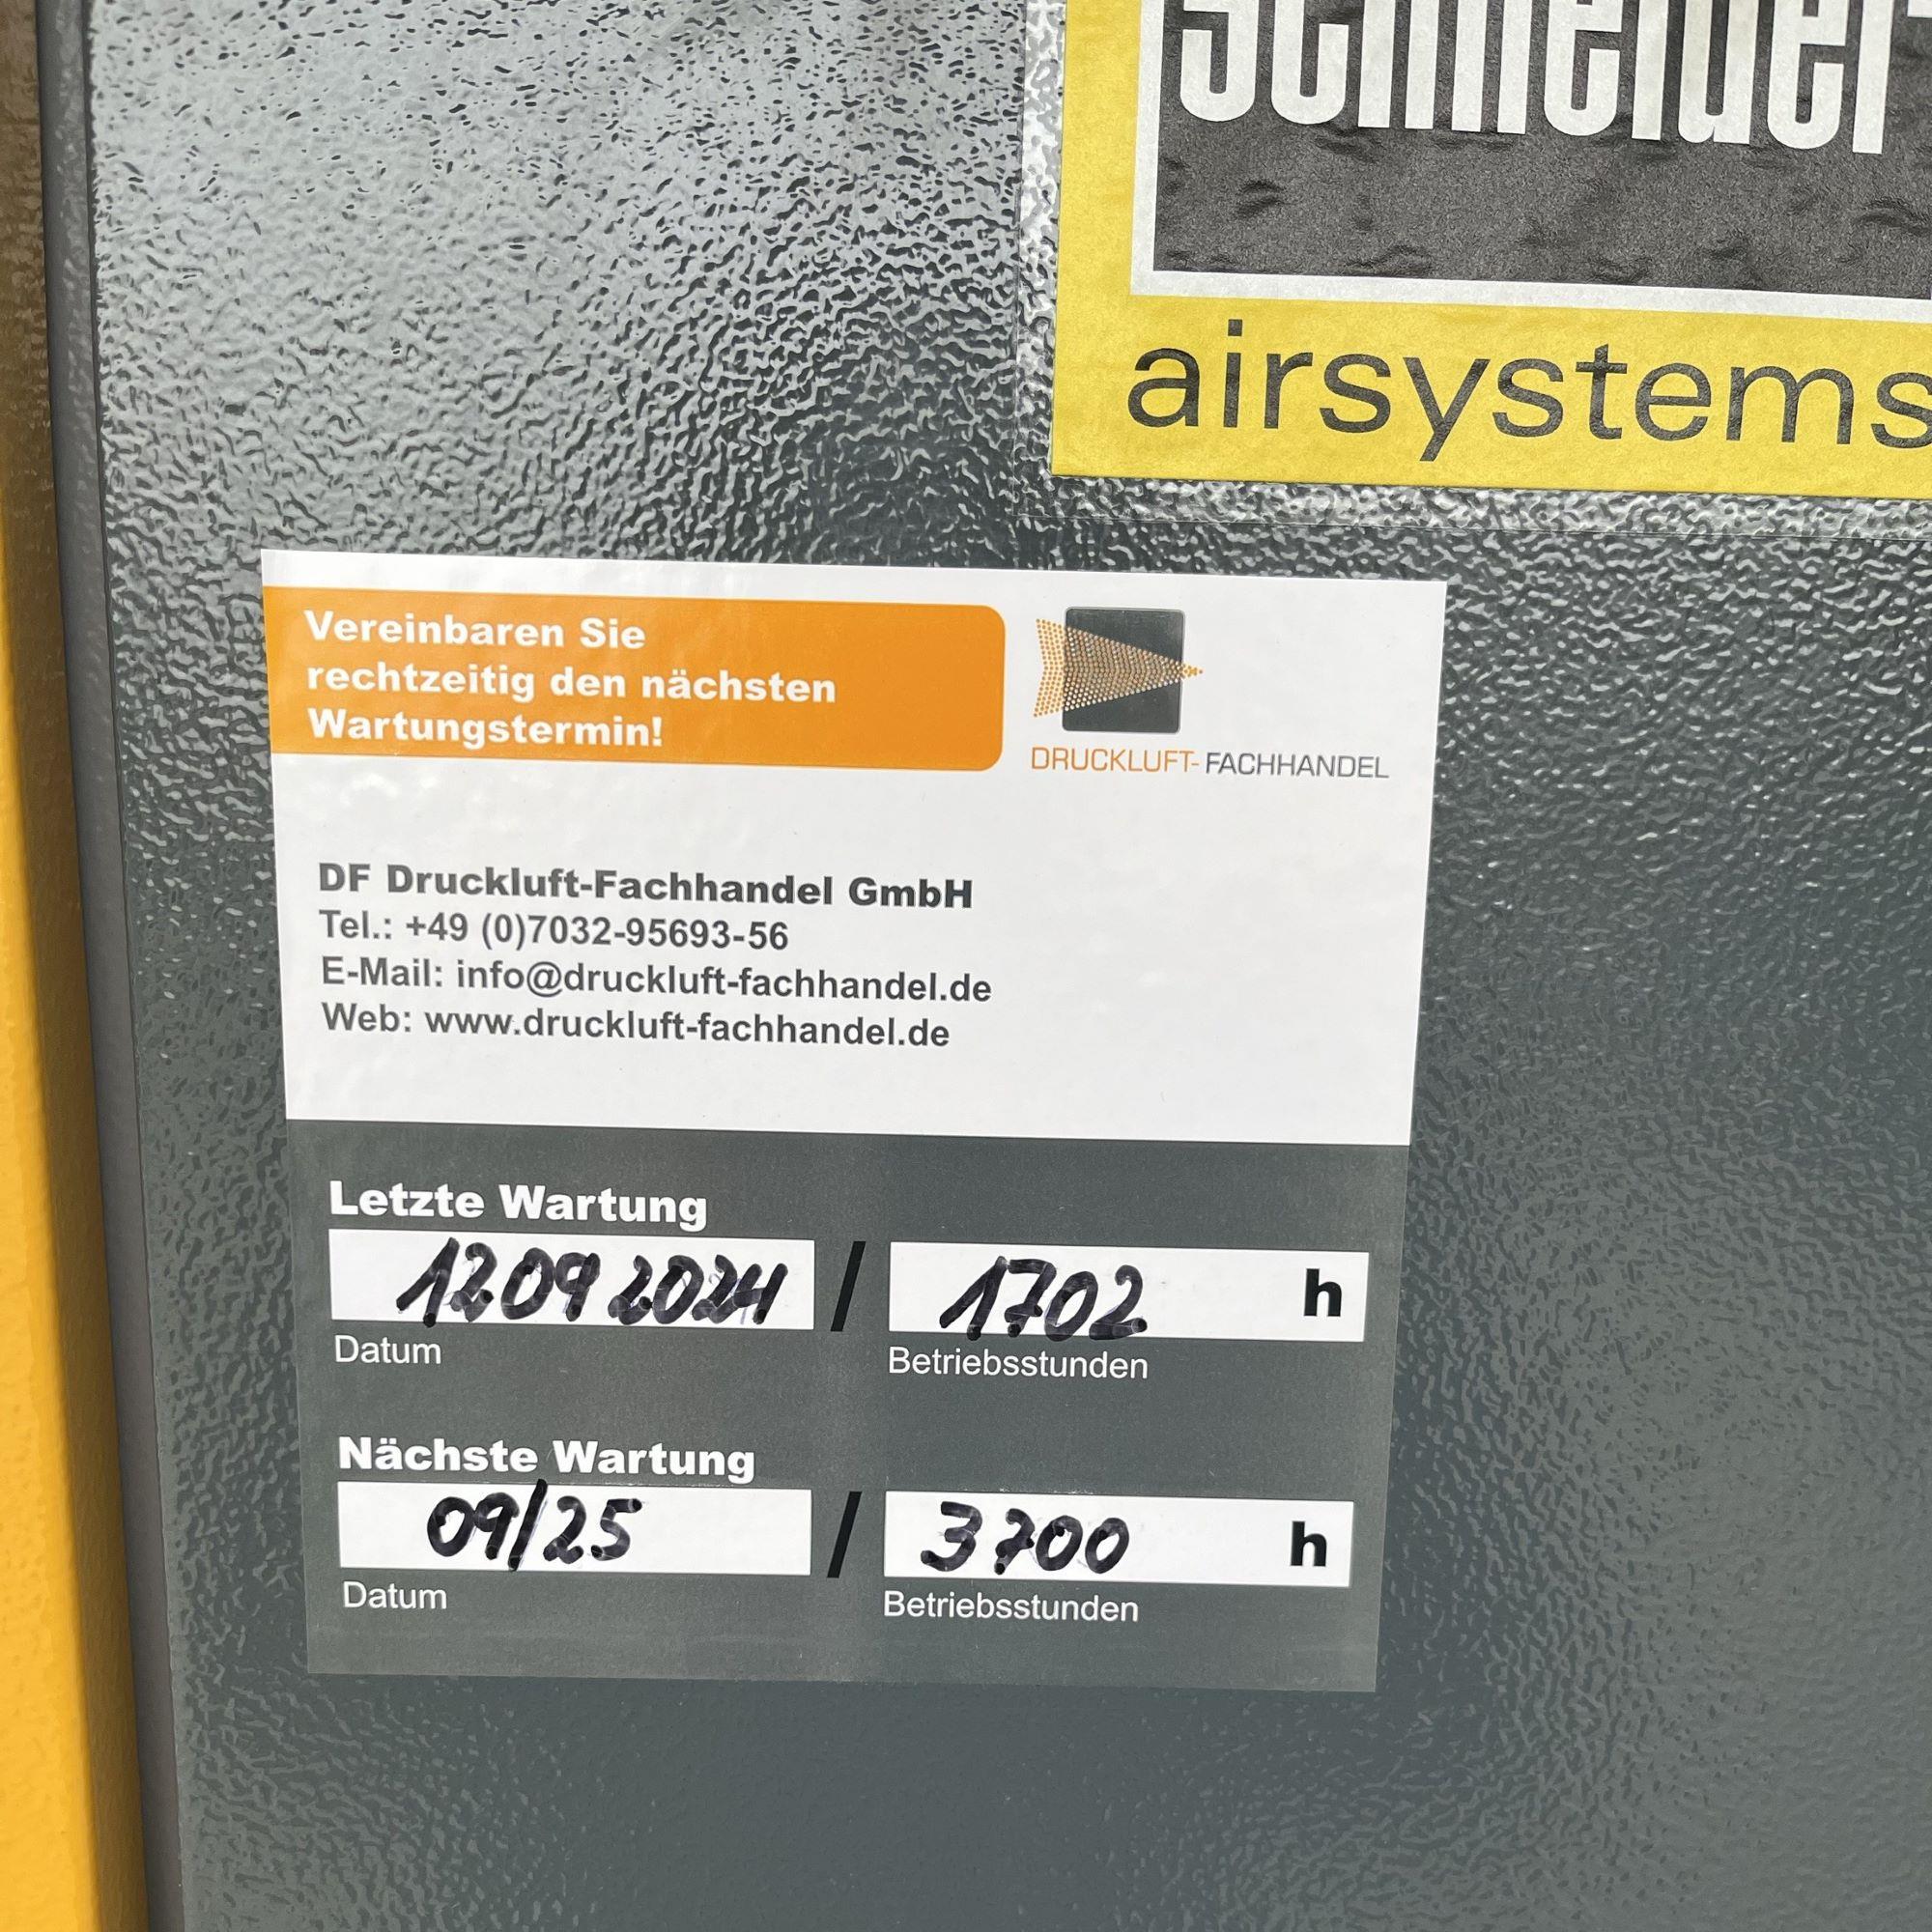 Schneider
airsystems
Vereinbaren Sie
rechtzeitig den nächsten
Wartungstermin!
DRUCKLUFT-FACHHANDEL
DF Druckluft-Fachhandel GmbH
Tel.: +49 (0)7032-95693-56
E-Mail: info@druckluft-fachhandel.de
Web: www.druckluft-fachhandel.de
Letzte Wartung
12 09 2024 / 1702 h
Datum Betriebsstunden
Nächste Wartung
09/25 / 3700 h
Datum Betriebsstunden